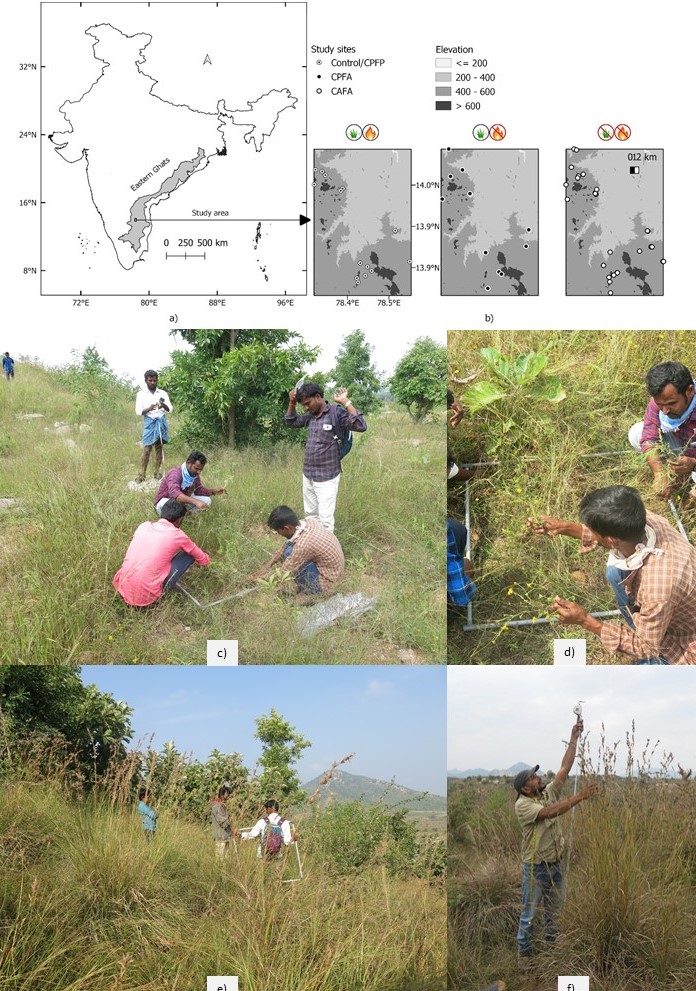 32°N
24°N
16°N
8°N
72°E
80°E
88°E
96°E
Eastern Ghats
Study area
0 250 500 km
a)
Study sites
Control/CPFP
CPFA
CAFA
Elevation
<= 200
200 - 400
400 - 600
> 600
012 km
14.0°N
13.9°N
13.9°N
78.4°E 78.5°E
b)
c)
d)
e)
f)